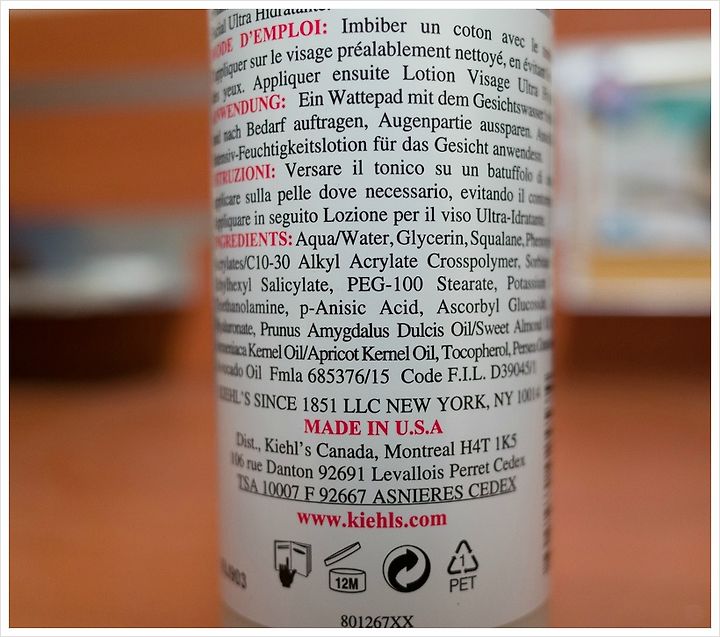 Ultra Hidratante.
MODE D'EMPLOI: Imbiber un coton avec le
appliquer sur le visage préalablement nettoyé, en évitant
yeux. Appliquer ensuite Lotion Visage Ultra
ANWENDUNG: Ein Wattepad mit dem Gesichtswasser
nach Bedarf auftragen, Augenpartie aussparen.
Intensiv-Feuchtigkeitslotion für das Gesicht anwenden.
ISTRUZIONI: Versare il tonico su un batuffolo di
applicare sulla pelle dove necessario, evitando il contorno
Applicare in seguito Lozione per il viso Ultra-Idratante.
INGREDIENTS: Aqua/Water, Glycerin, Squalane,
Acrylates/C10-30 Alkyl Acrylate Crosspolymer,
Ethylhexyl Salicylate, PEG-100 Stearate, Potassium
p-Anisic Acid, Ascorbyl Glucoside,
Prunus Amygdalus Dulcis Oil/Sweet Almond
Armeniaca Kernel Oil/Apricot Kernel Oil, Tocopherol, Persea
Avocado Oil Fmla 685376/15 Code F.I.L. D39045/1
KIEHL'S SINCE 1851 LLC NEW YORK, NY 10014
MADE IN U.S.A
Dist., Kiehl's Canada, Montreal H4T 1K5
106 rue Danton 92691 Levallois Perret Cedex
TSA 10007 F 92667 ASNIERES CEDEX
www.kiehls.com
12M
1
PET
801267XX